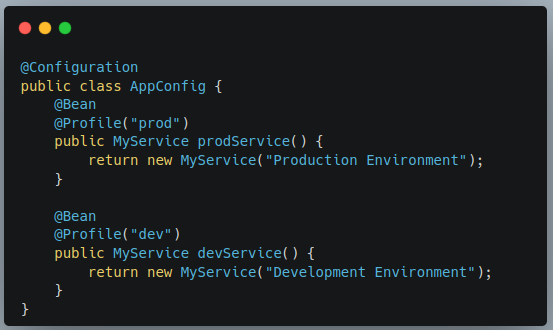 @Configuration
public class AppConfig {
    @Bean
    @Profile("prod")
    public MyService prodService() {
        return new MyService("Production Environment");
    }

    @Bean
    @Profile("dev")
    public MyService devService() {
        return new MyService("Development Environment");
    }
}